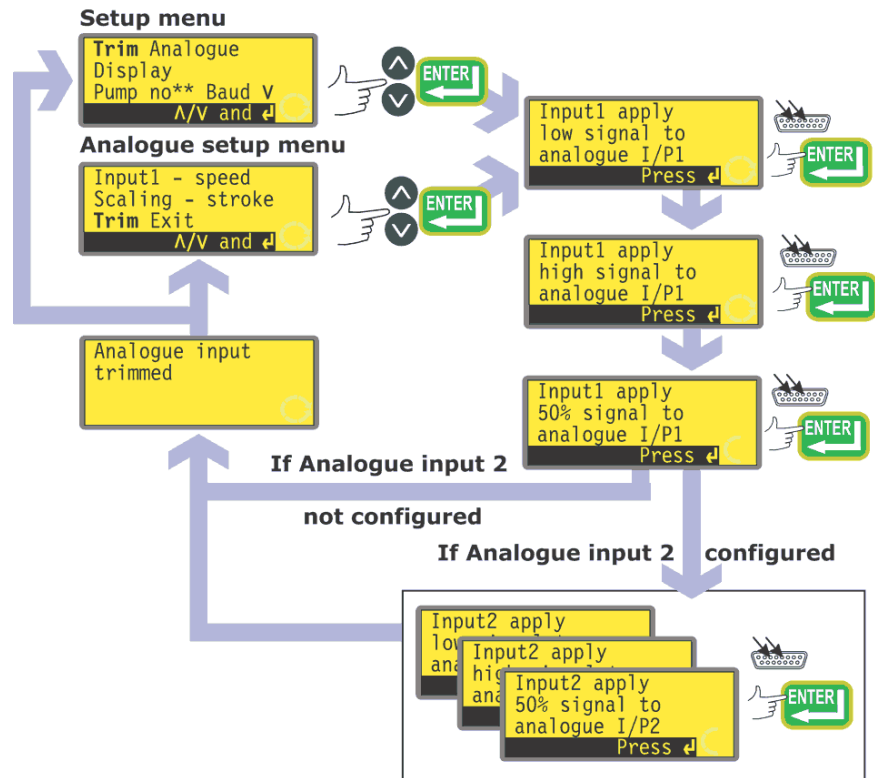 Setup menu
Trim Analogue
Display
Pump no** Baud V
Λ/V and ↲
ENTER
Analogue setup menu
Input1 - speed
Scaling - stroke
Trim Exit
Λ/V and ↲
ENTER
Input1 apply
low signal to
analogue I/P1
Press ↲
ENTER
Input1 apply
high signal to
analogue I/P1
Press ↲
ENTER
Analogue input
trimmed
Input1 apply
50% signal to
analogue I/P1
Press ↲
ENTER
If Analogue input 2
not configured
If Analogue input 2 configured
Input2 apply
Input2 apply
Input2 apply
50% signal to
analogue I/P2
Press ↲
ENTER